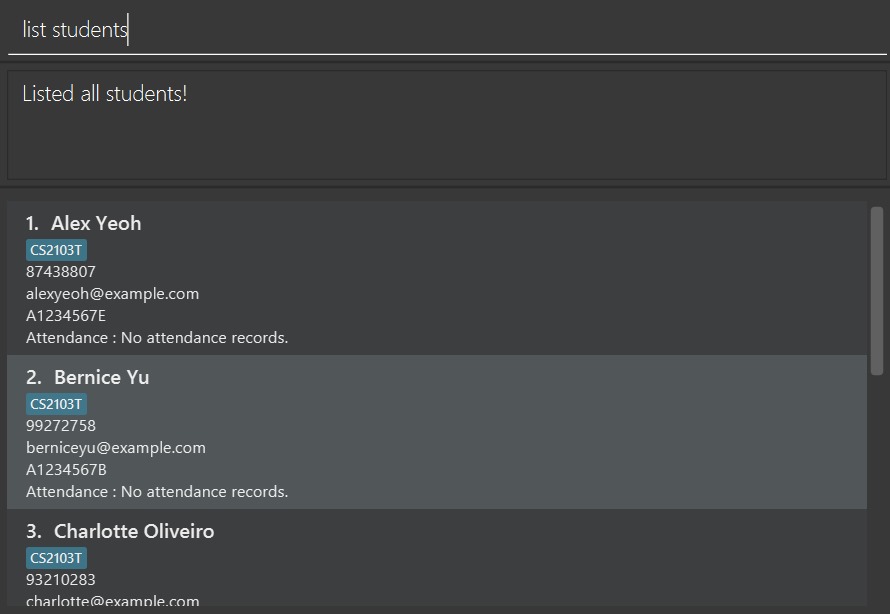 list students
Listed all students!
1. Alex Yeoh
CS2103T
87438807
alexyeoh@example.com
A1234567E
Attendance : No attendance records.
2. Bernice Yu
CS2103T
99272758
berniceyu@example.com
A1234567B
Attendance : No attendance records.
3. Charlotte Oliveiro
CS2103T
93210283
charlotte@example.com